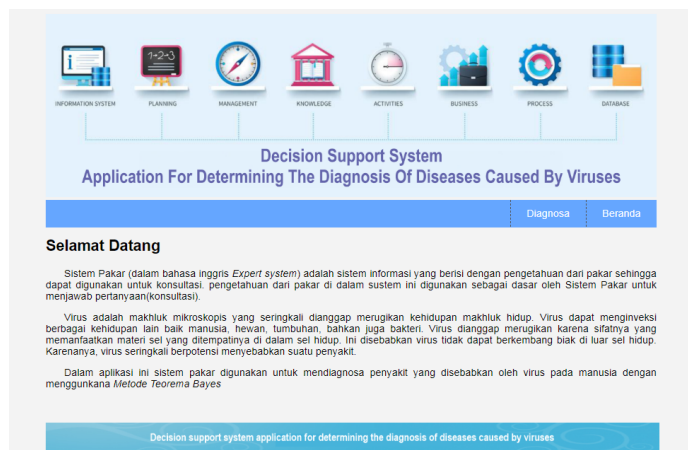 i
1-2-3
INFORMATION SYSTEM PLANNING MANAGEMENT KNOWLEDGE ACTIVITIES BUSINESS PROCESS DATABASE
Decision Support System
Application For Determining The Diagnosis Of Diseases Caused By Viruses
Diagnosa Beranda
Selamat Datang
Sistem Pakar (dalam bahasa inggris Expert system) adalah sistem informasi yang berisi dengan pengetahuan dari pakar sehingga
dapat digunakan untuk konsultasi. pengetahuan dari pakar di dalam sustem ini digunakan sebagai dasar oleh Sistem Pakar untuk
menjawab pertanyaan(konsultasi).
Virus adalah makhluk mikroskopis yang seringkali dianggap merugikan kehidupan makhluk hidup. Virus dapat menginveksi
berbagai kehidupan lain baik manusia, hewan, tumbuhan, bahkan juga bakteri. Virus dianggap merugikan karena sifatnya yang
memanfaatkan materi sel yang ditempatinya di dalam sel hidup. Ini disebabkan virus tidak dapat berkembang biak di luar sel hidup.
Karenanya, virus seringkali berpotensi menyebabkan suatu penyakit.
Dalam aplikasi ini sistem pakar digunakan untuk mendiagnosa penyakit yang disebabkan oleh virus pada manusia dengan
menggunkana Metode Teorema Bayes
Decision support system application for determining the diagnosis of diseases caused by viruses